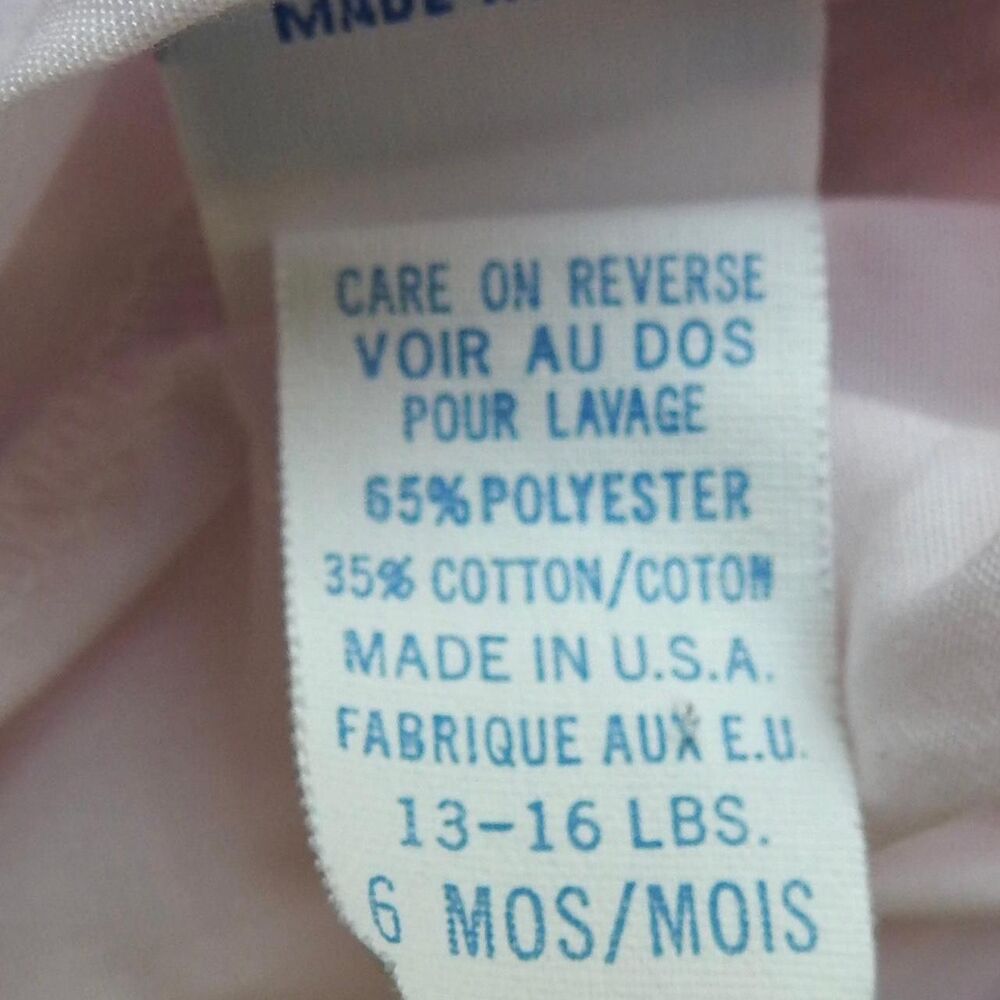 MADE
CARE ON REVERSE
VOIR AU DOS
POUR LAVAGE
65% POLYESTER
35% COTTON/COTON
MADE IN U.S.A.
FABRIQUE AUX E.U.
13-16 LBS.
6 MOS/MOIS